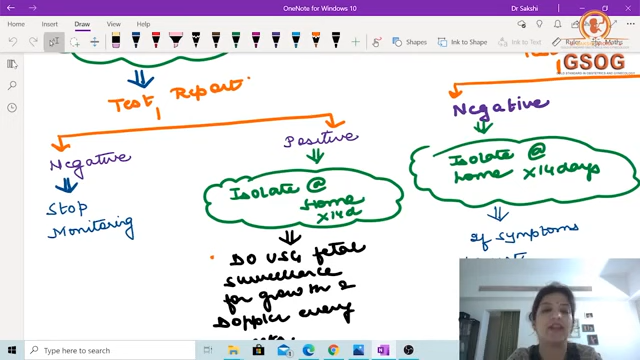 OneNote for Windows 10
Dr Sakshi
Home Insert Draw View Help
Shapes Ink to Shape Ink to Text Ruler Math
GSOG
Test Report
Negative
Stop
Monitoring
Positive
Isolate @
Home
x14d
Do USG fetal
surveillance
for growth &
Doppler every
Negative
Isolate @
home x14days
If symptoms
Type here to search